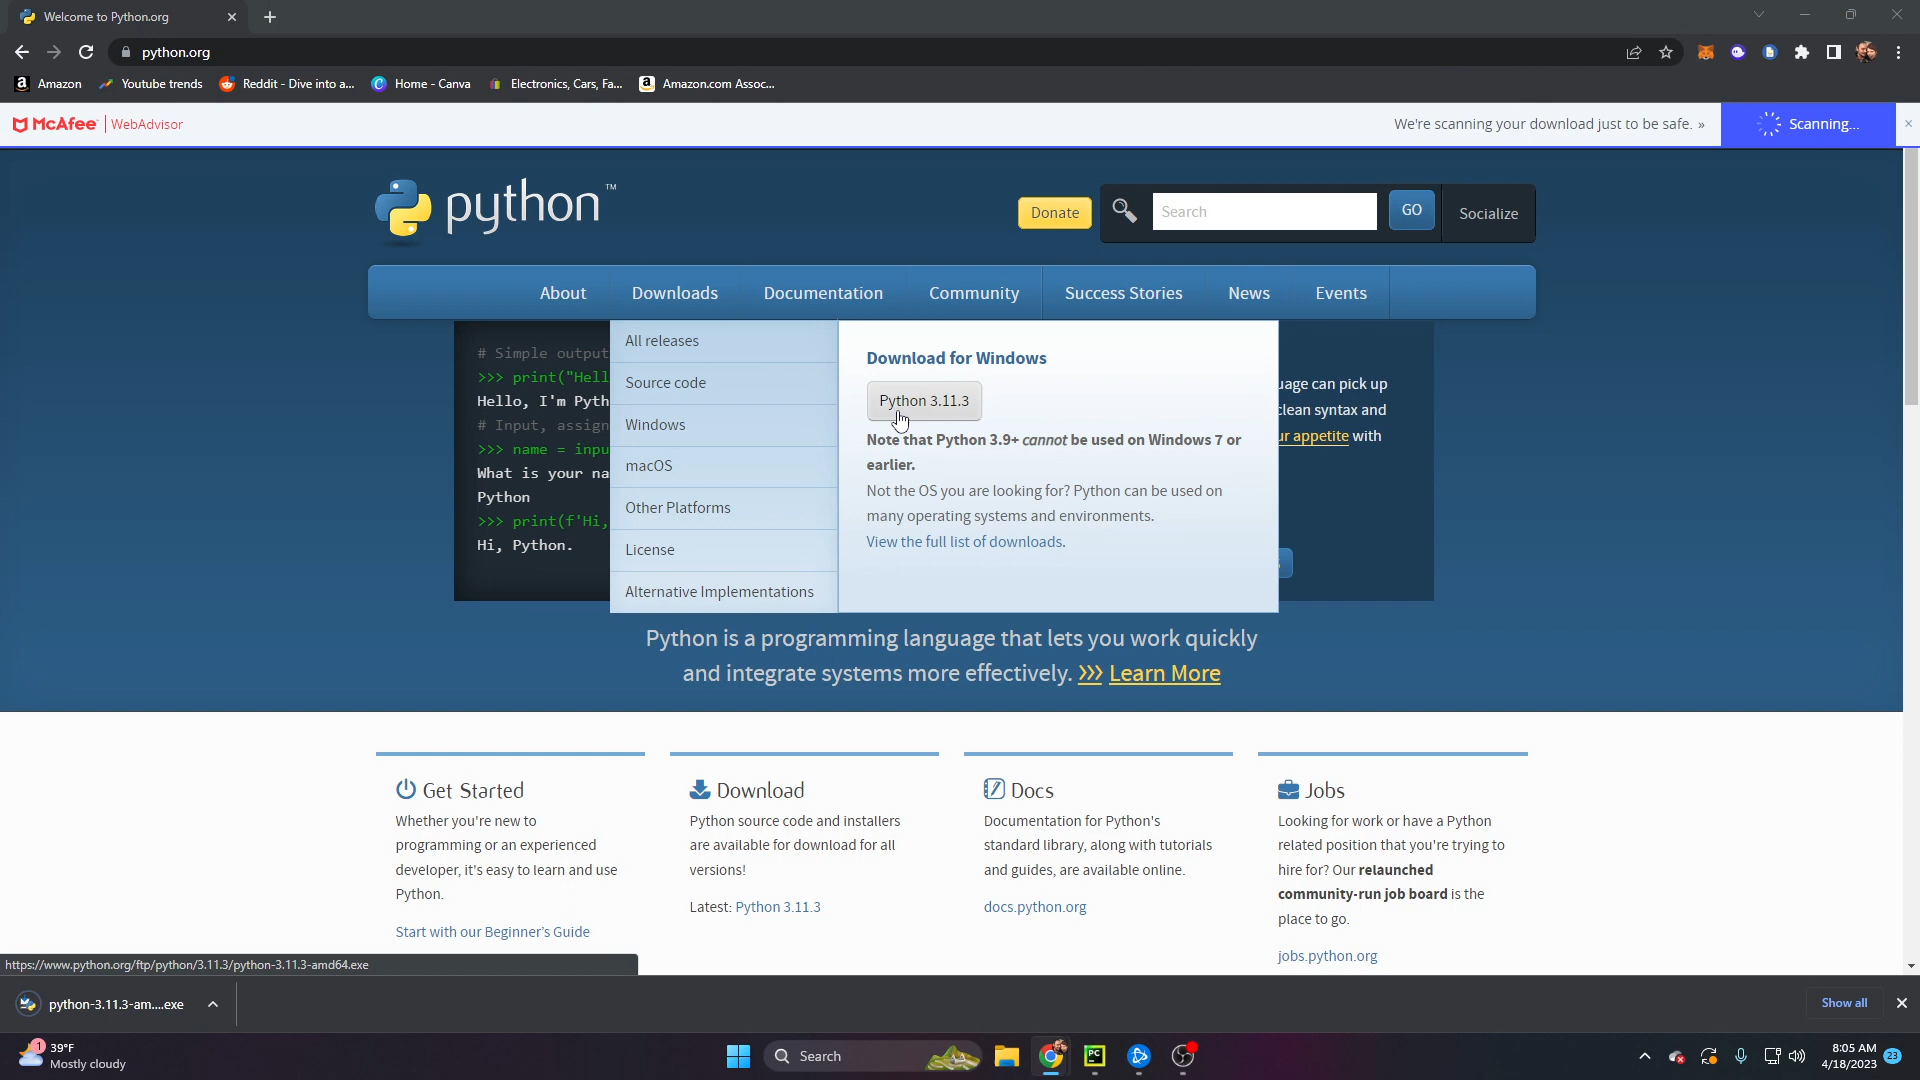 Welcome to Python.org
python.org
Amazon
Youtube trends
Reddit - Dive into a...
Home - Canva
Electronics, Cars, Fa...
Amazon.com Assoc...
McAfee | WebAdvisor
We're scanning your download just to be safe. »
Scanning...
python™
Donate
Search
GO
Socialize
About
Downloads
Documentation
Community
Success Stories
News
Events
# Simple output
>>> print("Hell
Hello, I'm Pyth
# Input, assign
>>> name = inpu
What is your na
Python
>>> print(f'Hi,
Hi, Python.
All releases
Source code
Windows
macOS
Other Platforms
License
Alternative Implementations
Download for Windows
Python 3.11.3
Note that Python 3.9+ cannot be used on Windows 7 or
earlier.
Not the OS you are looking for? Python can be used on
many operating systems and environments.
View the full list of downloads.
uage can pick up
clean syntax and
ur appetite with
Python is a programming language that lets you work quickly
and integrate systems more effectively. >>> Learn More
Get Started
Whether you're new to
programming or an experienced
developer, it's easy to learn and use
Python.
Start with our Beginner's Guide
Download
Python source code and installers
are available for download for all
versions!
Latest: Python 3.11.3
Docs
Documentation for Python's
standard library, along with tutorials
and guides, are available online.
docs.python.org
Jobs
Looking for work or have a Python
related position that you're trying to
hire for? Our relaunched
community-run job board is the
place to go.
jobs.python.org
https://www.python.org/ftp/python/3.11.3/python-3.11.3-amd64.exe
python-3.11.3-am....exe
Show all
1
39°F
Mostly cloudy
Search
PC
8:05 AM
4/18/2023
23